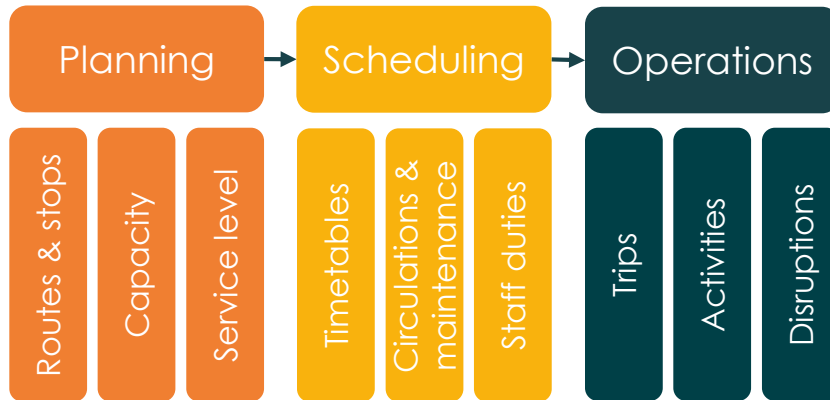 Planning
Scheduling
Operations
Routes & stops
Capacity
Service level
Timetables
Circulations &
maintenance
Staff duties
Trips
Activities
Disruptions